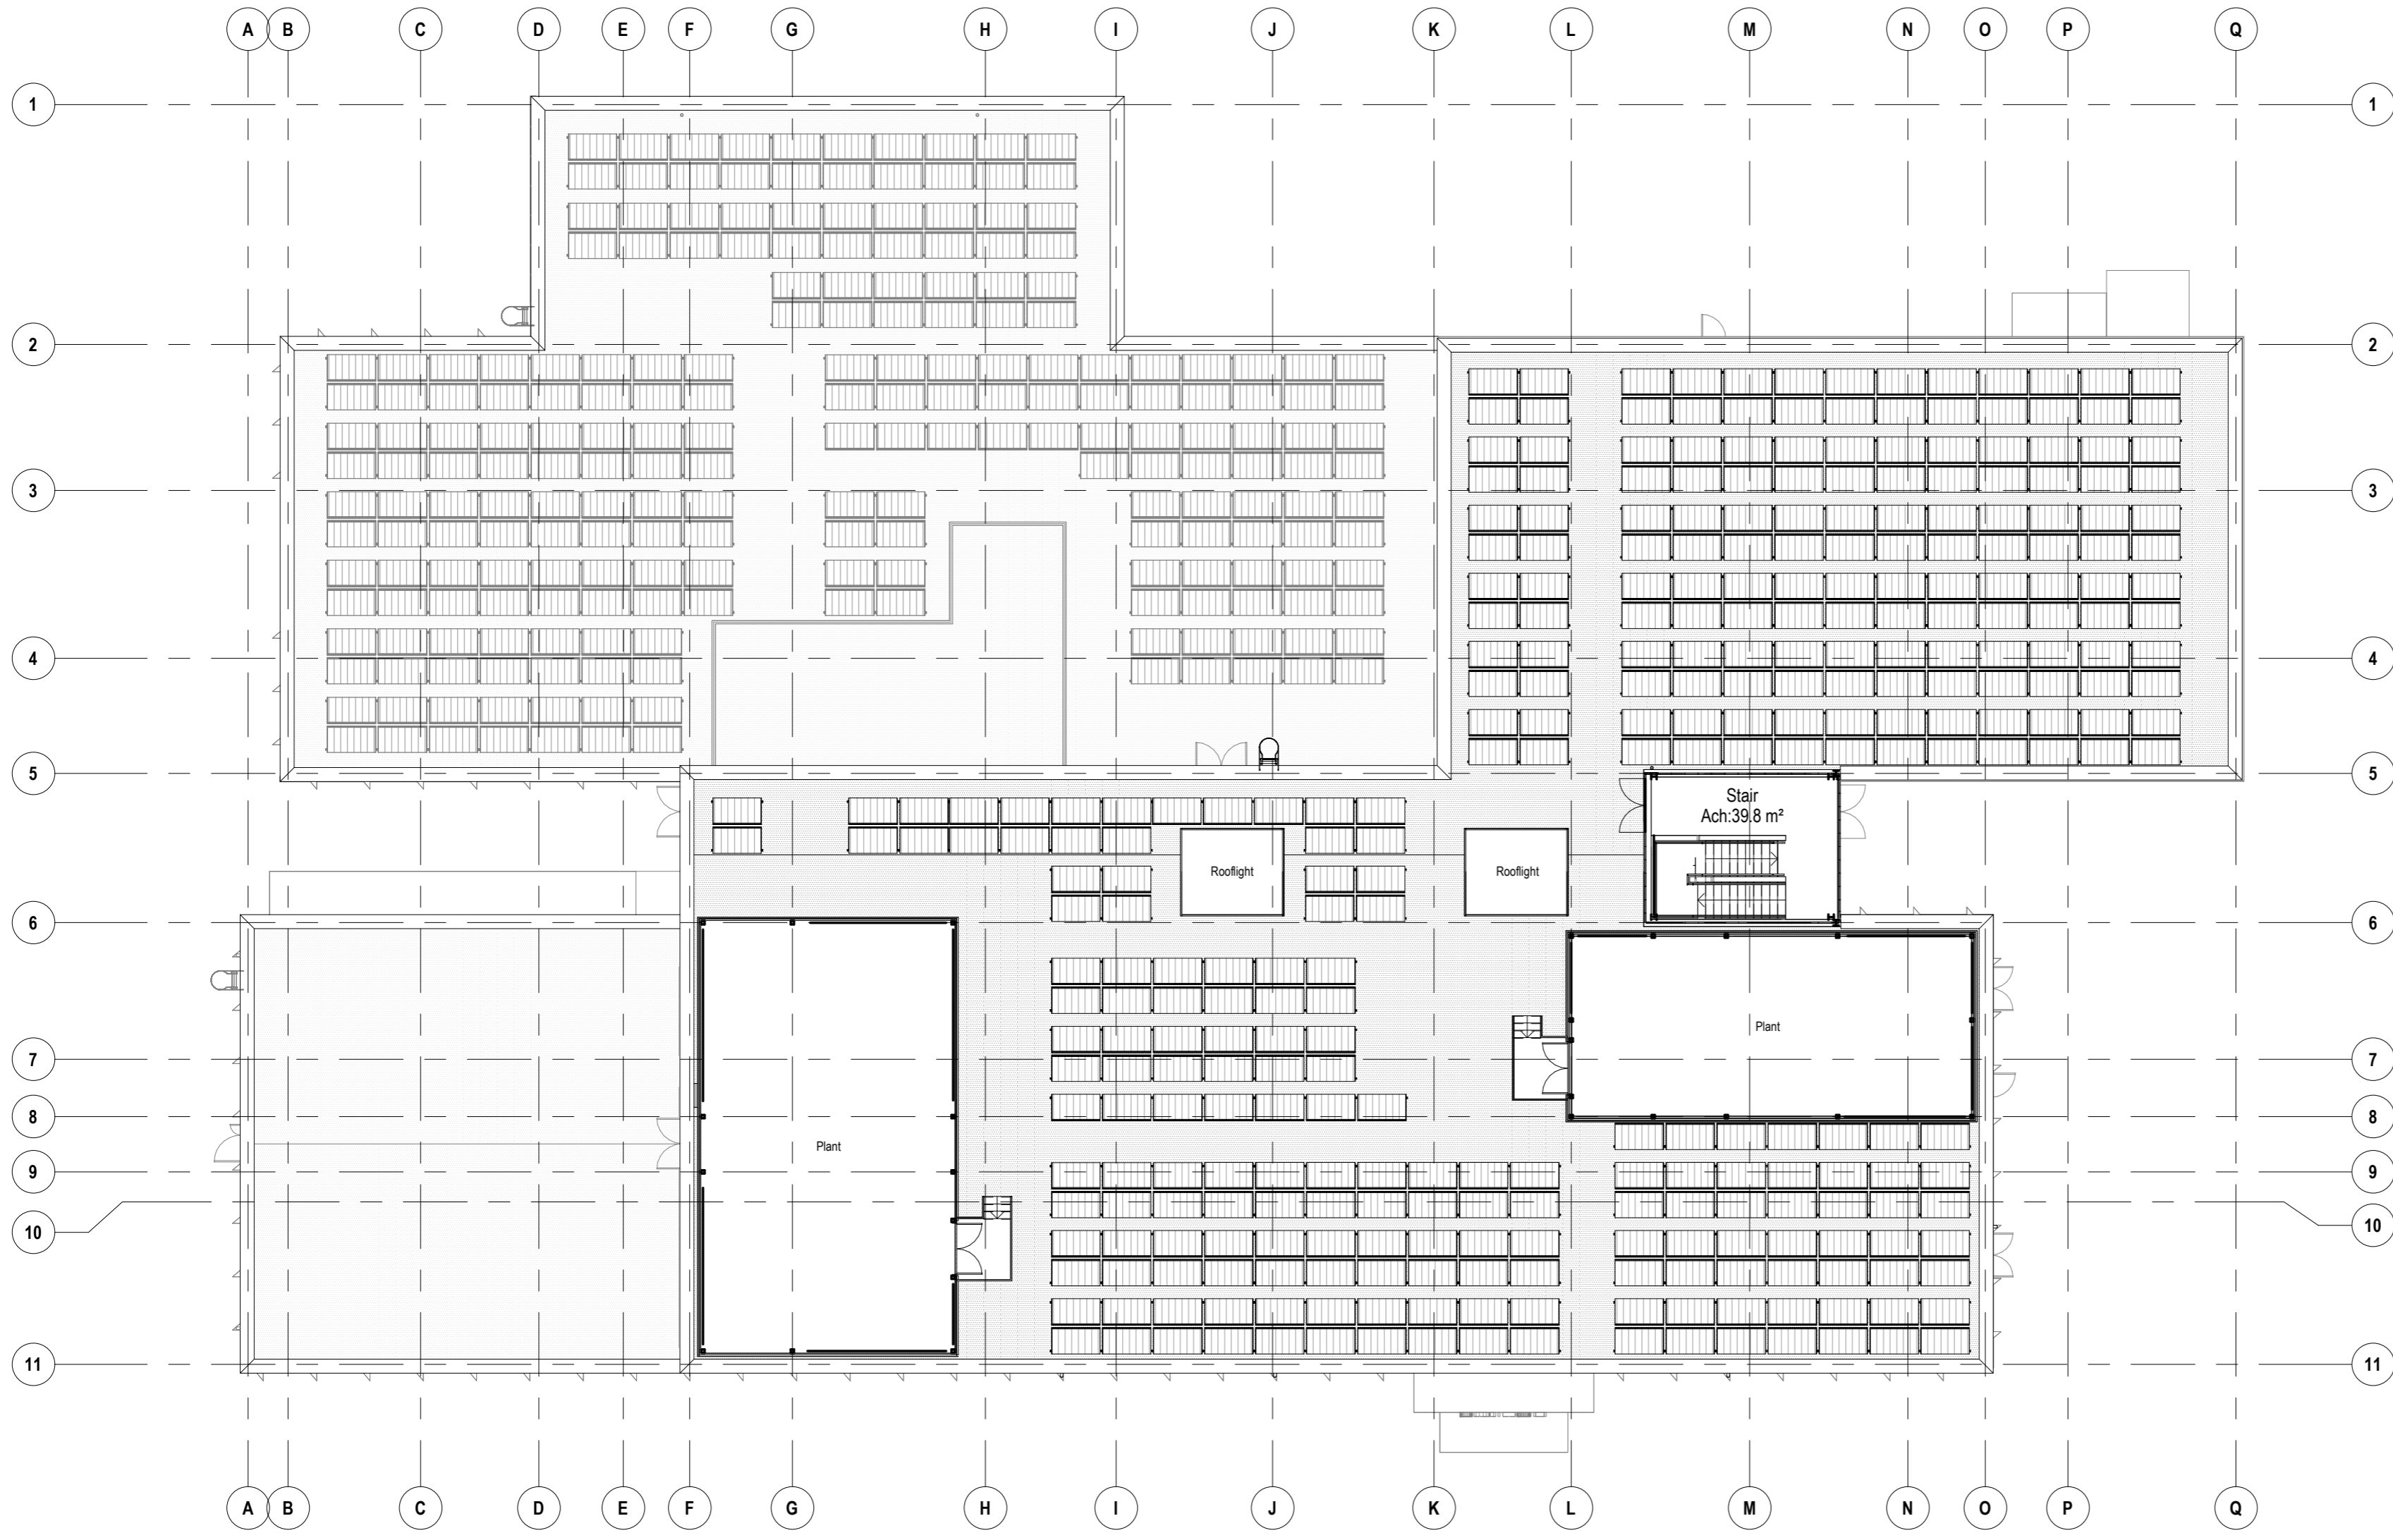 A B C D E F G H I J K L M N O P Q
1 1
2 2
3 3
4 4
5 5
Stair
Ach:39.8 m²
Rooflight Rooflight
6 6
Plant
7 7
8 8
Plant
9 9
10 10
11 11
A B C D E F G H I J K L M N O P Q